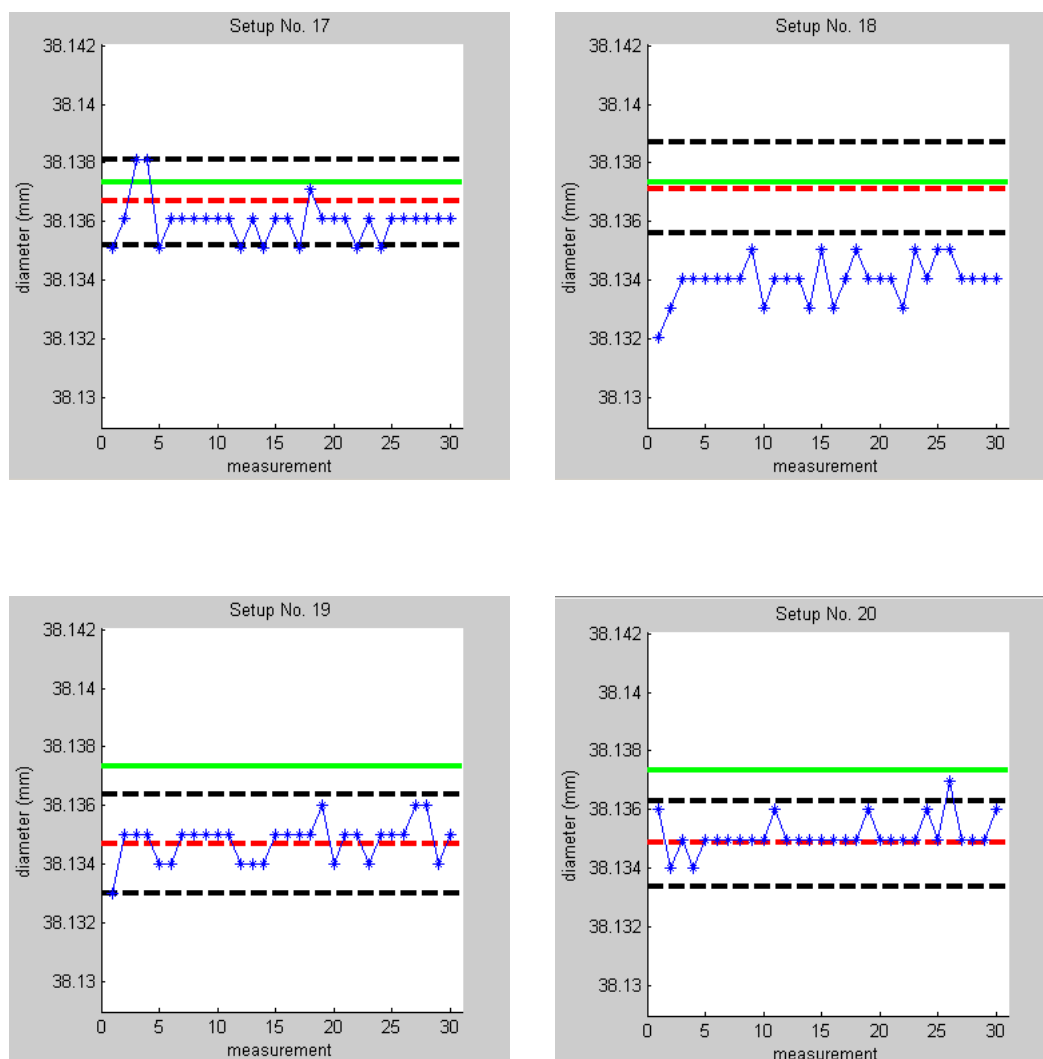 Setup No. 17
38.142
38.14
38.138
38.136
38.134
38.132
38.13
diameter (mm)
0 5 10 15 20 25 30
measurement
Setup No. 18
38.142
38.14
38.138
38.136
38.134
38.132
38.13
diameter (mm)
0 5 10 15 20 25 30
measurement
Setup No. 19
38.142
38.14
38.138
38.136
38.134
38.132
38.13
diameter (mm)
0 5 10 15 20 25 30
measurement
Setup No. 20
38.142
38.14
38.138
38.136
38.134
38.132
38.13
diameter (mm)
0 5 10 15 20 25 30
measurement